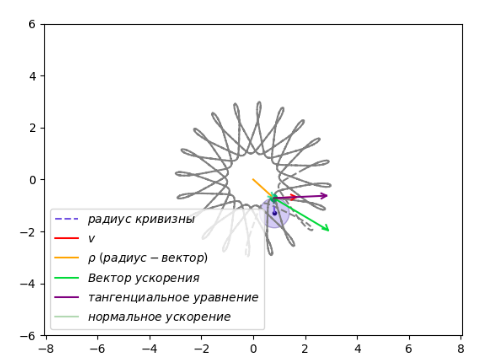 6
4
2
0
−2
−4
−6
−8 −6 −4 −2 0 2 4 6 8
радиус кривизны
v
ρ (радиус − вектор)
Вектор ускорения
тангенциальное уравнение
нормальное ускорение